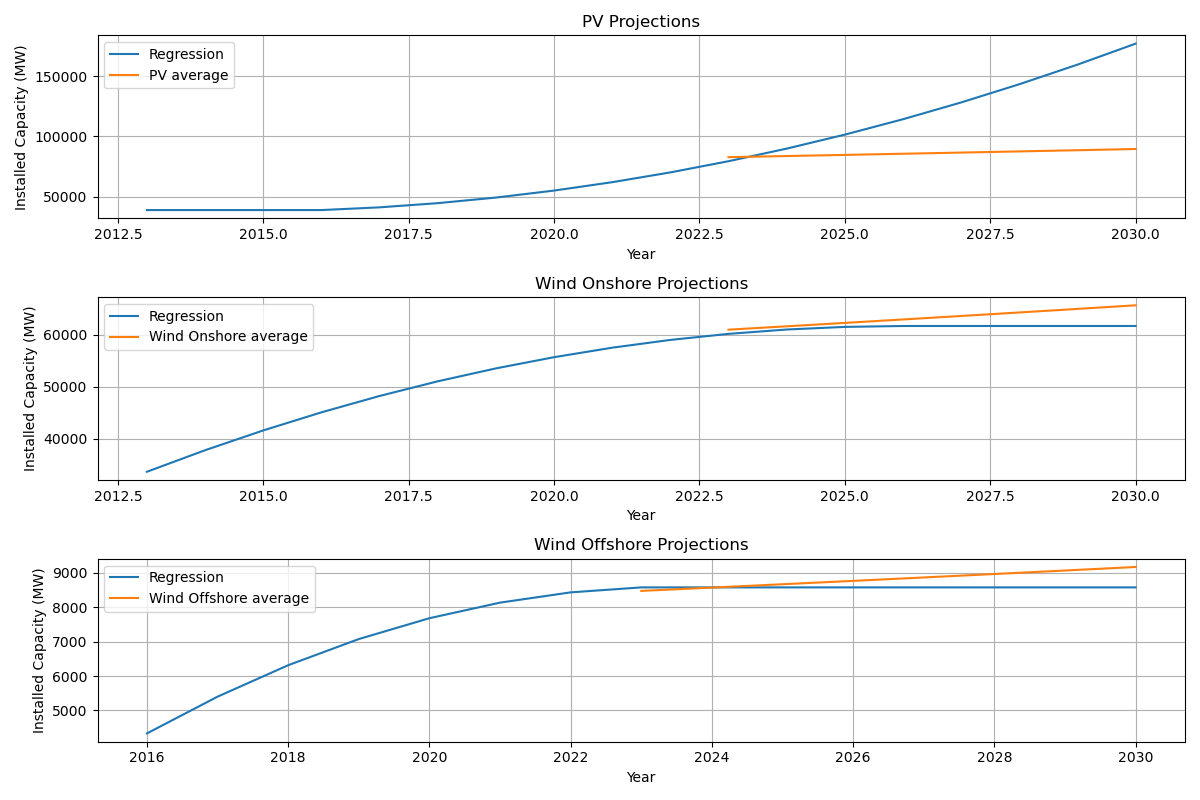 PV Projections
Regression
PV average
Installed Capacity (MW)
150000
100000
50000
2012.5 2015.0 2017.5 2020.0 2022.5 2025.0 2027.5 2030.0
Year
Wind Onshore Projections
Regression
Wind Onshore average
Installed Capacity (MW)
60000
50000
40000
2012.5 2015.0 2017.5 2020.0 2022.5 2025.0 2027.5 2030.0
Year
Wind Offshore Projections
Regression
Wind Offshore average
Installed Capacity (MW)
9000
8000
7000
6000
5000
2016 2018 2020 2022 2024 2026 2028 2030
Year